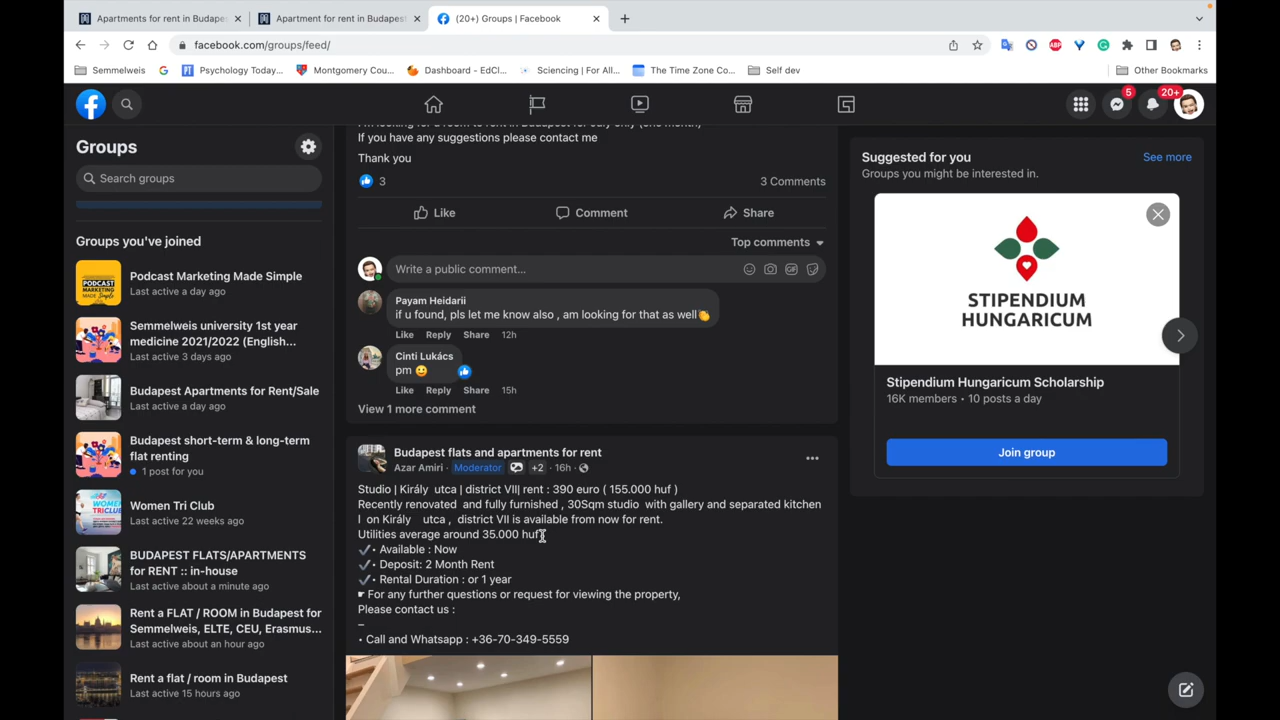 Apartments for rent in Budapes
Apartment for rent in Budapest
(20+) Groups | Facebook
facebook.com/groups/feed/
Semmelweis
Psychology Today...
Montgomery Cou...
Dashboard - EdCl...
Sciencing | For All...
The Time Zone Co...
Self dev
Other Bookmarks
5
20+
Groups
Search groups
Groups you've joined
Podcast Marketing Made Simple
Last active a day ago
Semmelweis university 1st year
medicine 2021/2022 (English...
Last active 3 days ago
Budapest Apartments for Rent/Sale
Last active a day ago
Budapest short-term & long-term
flat renting
1 post for you
Women Tri Club
Last active 22 weeks ago
BUDAPEST FLATS/APARTMENTS
for RENT :: in-house
Last active about a minute ago
Rent a FLAT / ROOM in Budapest for
Semmelweis, ELTE, CEU, Erasmus...
Last active about an hour ago
Rent a flat / room in Budapest
Last active 15 hours ago
If you have any suggestions please contact me
Thank you
3
3 Comments
Like
Comment
Share
Top comments
Write a public comment...
Payam Heidarii
if u found, pls let me know also , am looking for that as well👏
Like Reply Share 12h
Cinti Lukács
pm 🙂
Like Reply Share 15h
View 1 more comment
Budapest flats and apartments for rent
Azar Amiri · Moderator +2 · 16h ·
Studio | Király utca | district VII| rent : 390 euro ( 155.000 huf )
Recently renovated and fully furnished , 30Sqm studio with gallery and separated kitchen
I on Király utca , district VII is available from now for rent.
Utilities average around 35.000 huf
✔• Available : Now
✔• Deposit: 2 Month Rent
✔• Rental Duration : or 1 year
☛ For any further questions or request for viewing the property,
Please contact us :
–
• Call and Whatsapp : +36-70-349-5559
Suggested for you
See more
Groups you might be interested in.
STIPENDIUM
HUNGARICUM
Stipendium Hungaricum Scholarship
16K members • 10 posts a day
Join group